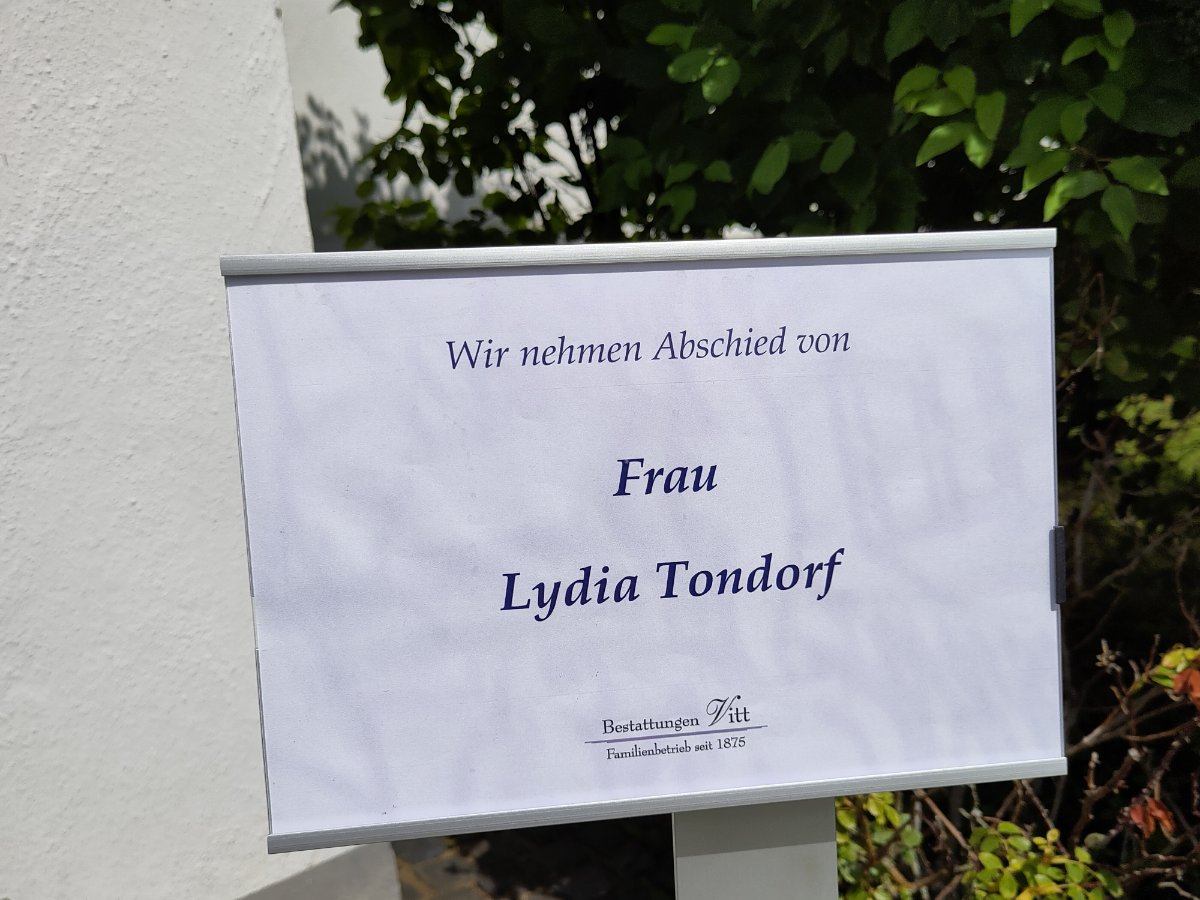 Wir nehmen Abschied von
Frau
Lydia Tondorf
Bestattungen Vitt
Familienbetrieb seit 1875